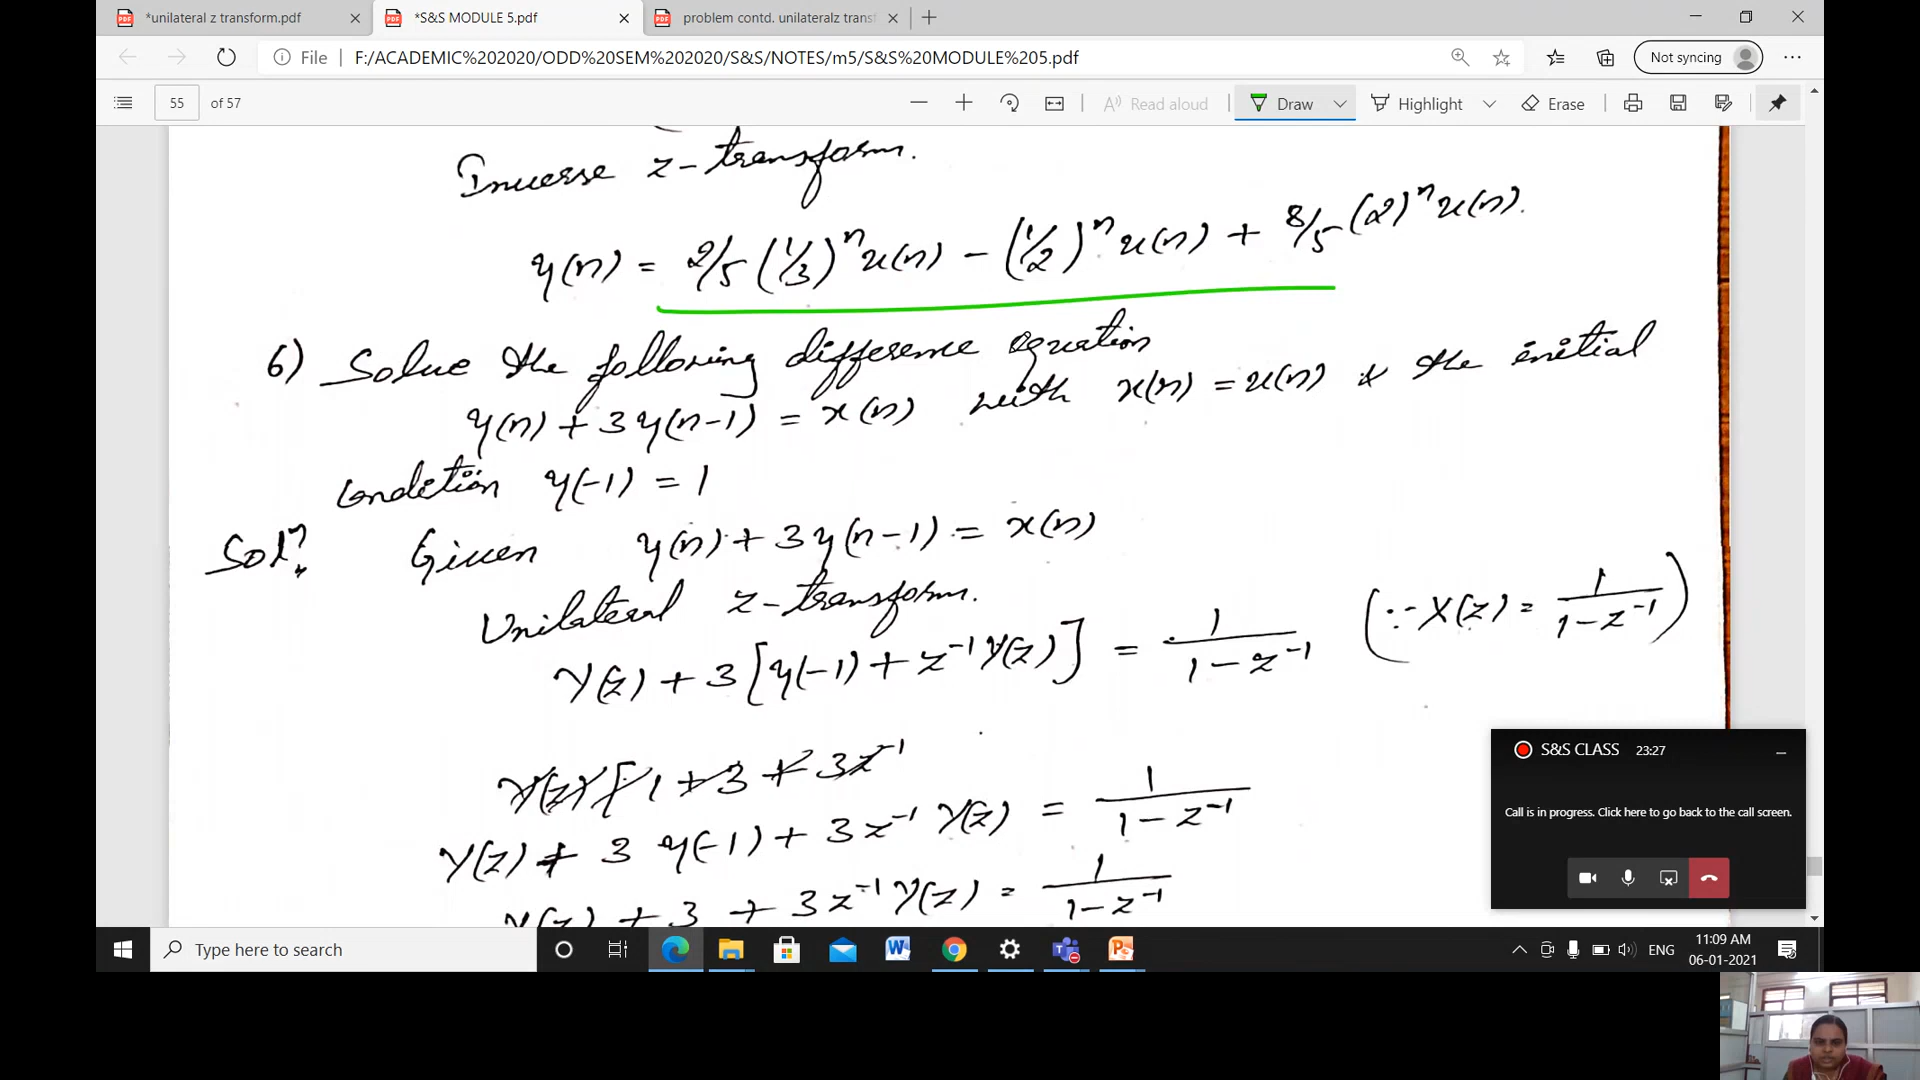 *unilateral z transform.pdf
*S&S MODULE 5.pdf
problem contd. unilateralz transf
File F:/ACADEMIC%202020/ODD%20SEM%202020/S&S/NOTES/m5/S&S%20MODULE%205.pdf
Not syncing
55 of 57
Read aloud
Draw
Highlight
Erase
Inverse z-transform.
y(n) = 2/5 (1/3)^n u(n) - (1/2)^n u(n) + 8/5 (2)^n u(n).
6) Solve the following difference equation
y(n) + 3y(n-1) = x(n) with x(n) = u(n) & the initial
condition y(-1) = 1
Soln: Given y(n) + 3y(n-1) = x(n)
Unilateral z-transform.
Y(z) + 3[y(-1) + z^-1 Y(z)] = 1/(1-z^-1) (∵ X(z) = 1/(1-z^-1))
Y(z)[1+3+3z^-1
Y(z) + 3 y(-1) + 3z^-1 Y(z) = 1/(1-z^-1)
Y(z) + 3 + 3z^-1 Y(z) = 1/(1-z^-1)
S&S CLASS 23:27
Call is in progress. Click here to go back to the call screen.
Type here to search
ENG
11:09 AM
06-01-2021